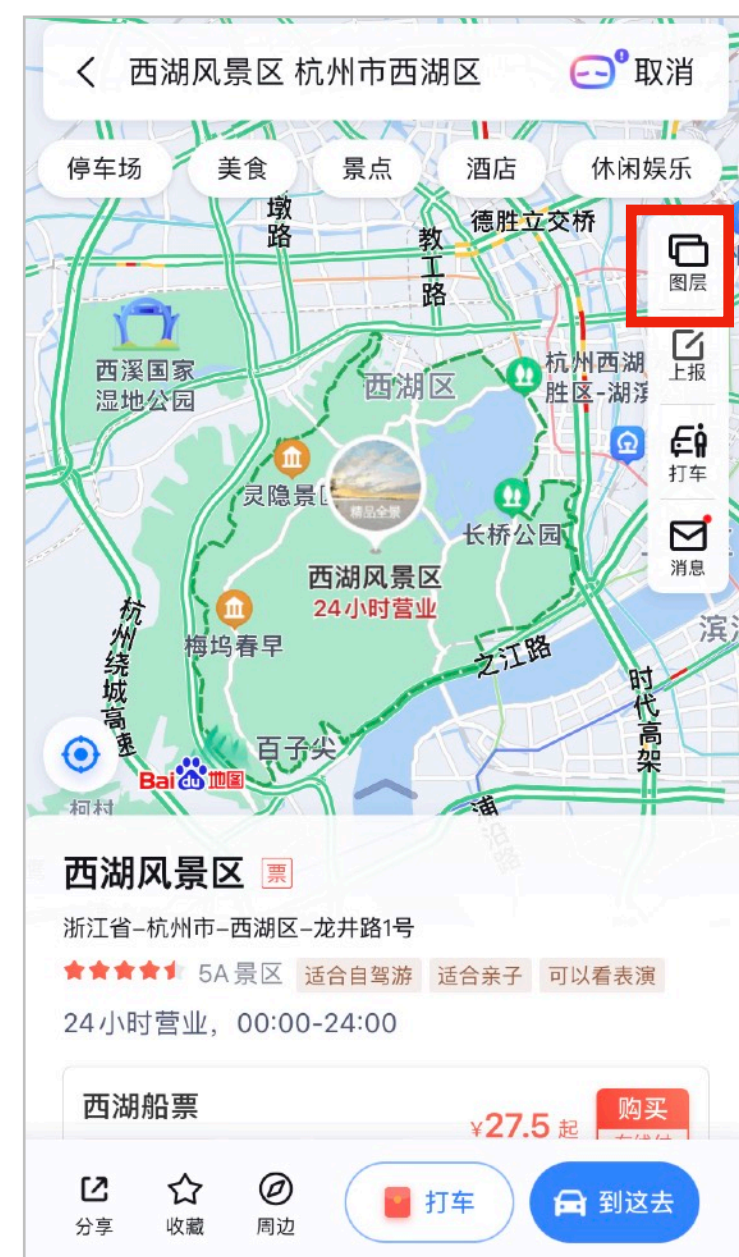 西湖风景区 杭州市西湖区
取消
停车场
美食
景点
酒店
休闲娱乐
墩路
教工路
德胜立交桥
图层
西溪国家
湿地公园
西湖区
杭州西湖
胜区-湖滨
上报
灵隐景区
精品全景
长桥公园
打车
西湖风景区
24小时营业
消息
杭州绕城高速
梅坞春早
之江路
滨
时代高架
百子尖
Bai du 地图
柯村
浦沿路
西湖风景区 票
浙江省-杭州市-西湖区-龙井路1号
5A景区 适合自驾游 适合亲子 可以看表演
24小时营业，00:00-24:00
西湖船票
¥27.5起
购买
分享
收藏
周边
打车
到这去